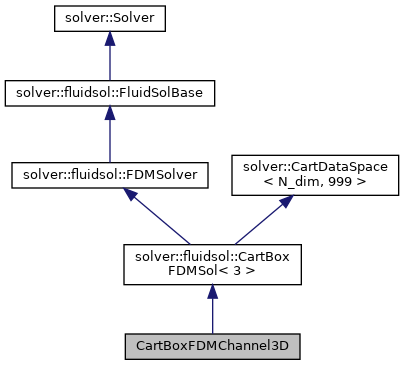 solver::Solver
solver::fluidsol::FluidSolBase
solver::fluidsol::FDMSolver
solver::CartDataSpace
< N_dim, 999 >
solver::fluidsol::CartBox
FDMSol< 3 >
CartBoxFDMChannel3D